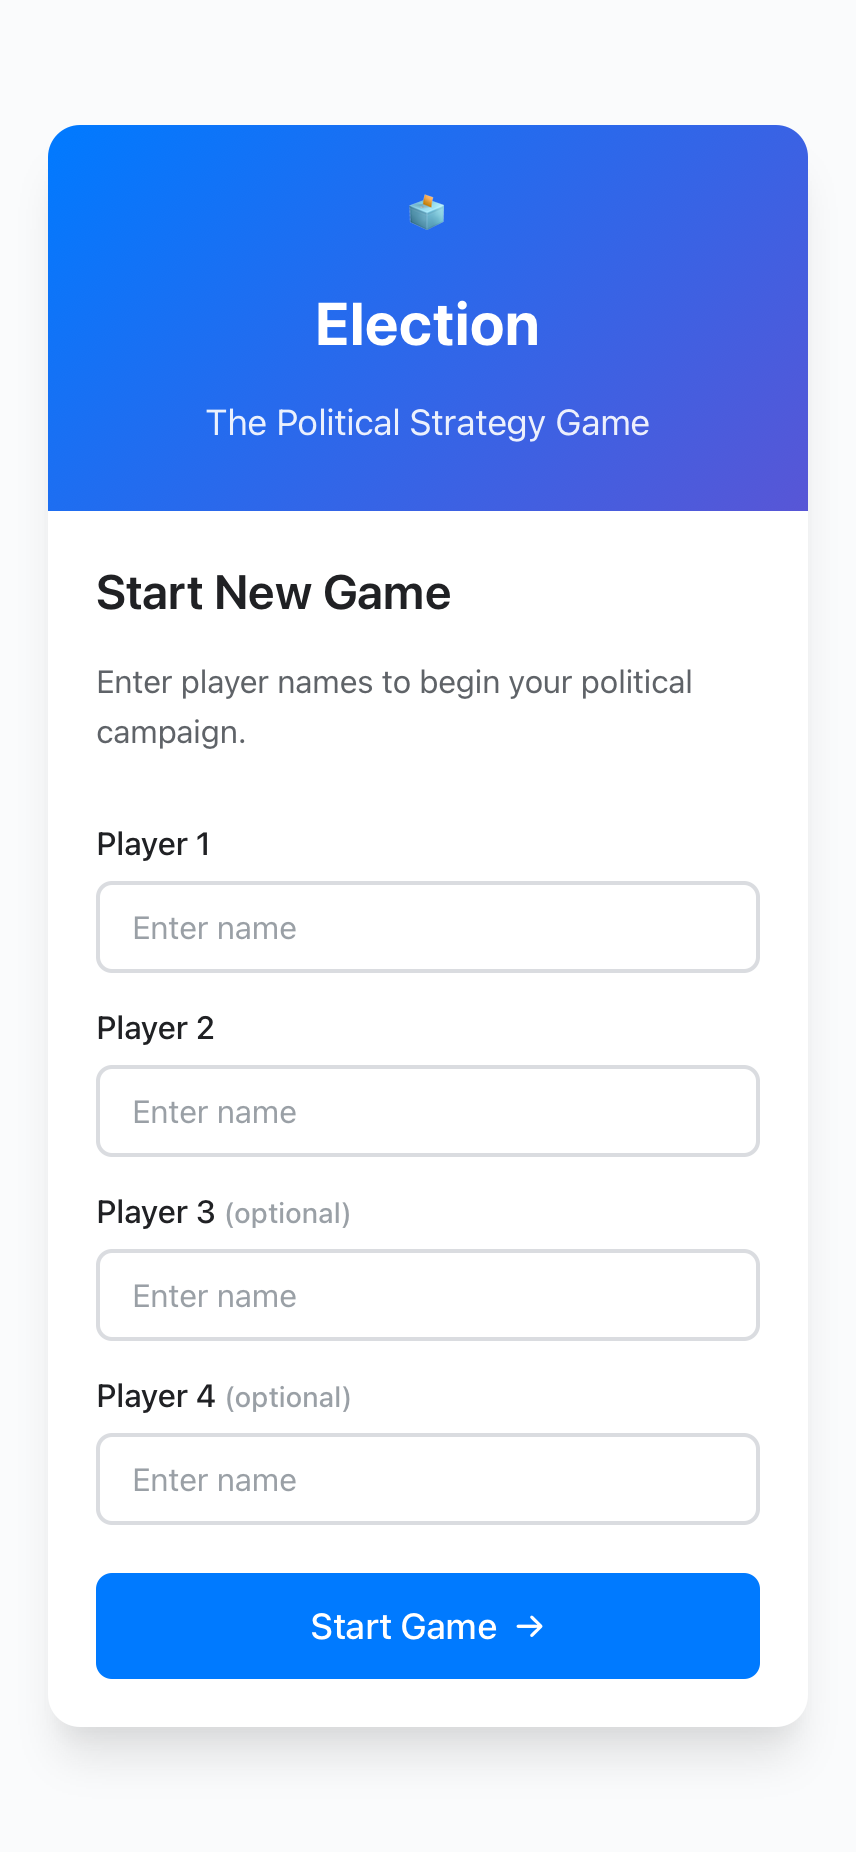 Election
The Political Strategy Game
Start New Game
Enter player names to begin your political
campaign.
Player 1
Enter name
Player 2
Enter name
Player 3 (optional)
Enter name
Player 4 (optional)
Enter name
Start Game →